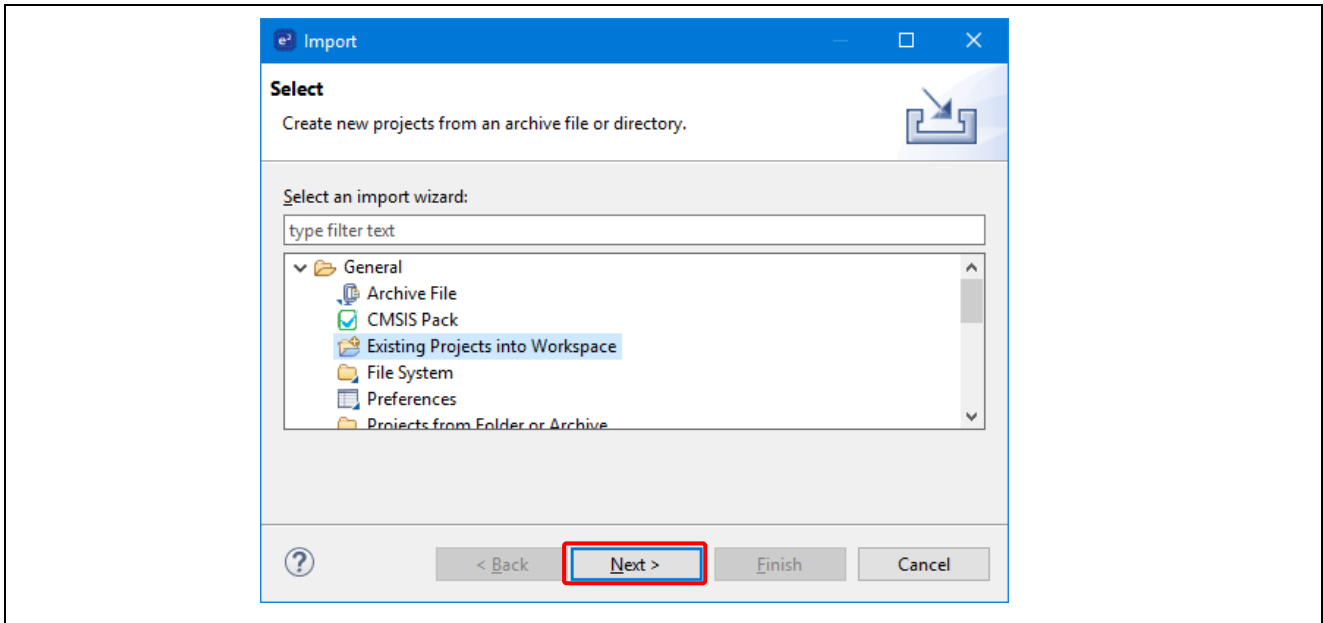 e² Import
Select
Create new projects from an archive file or directory.
Select an import wizard:
type filter text
General
Archive File
CMSIS Pack
Existing Projects into Workspace
File System
Preferences
Projects from Folder or Archive
? < Back Next > Finish Cancel